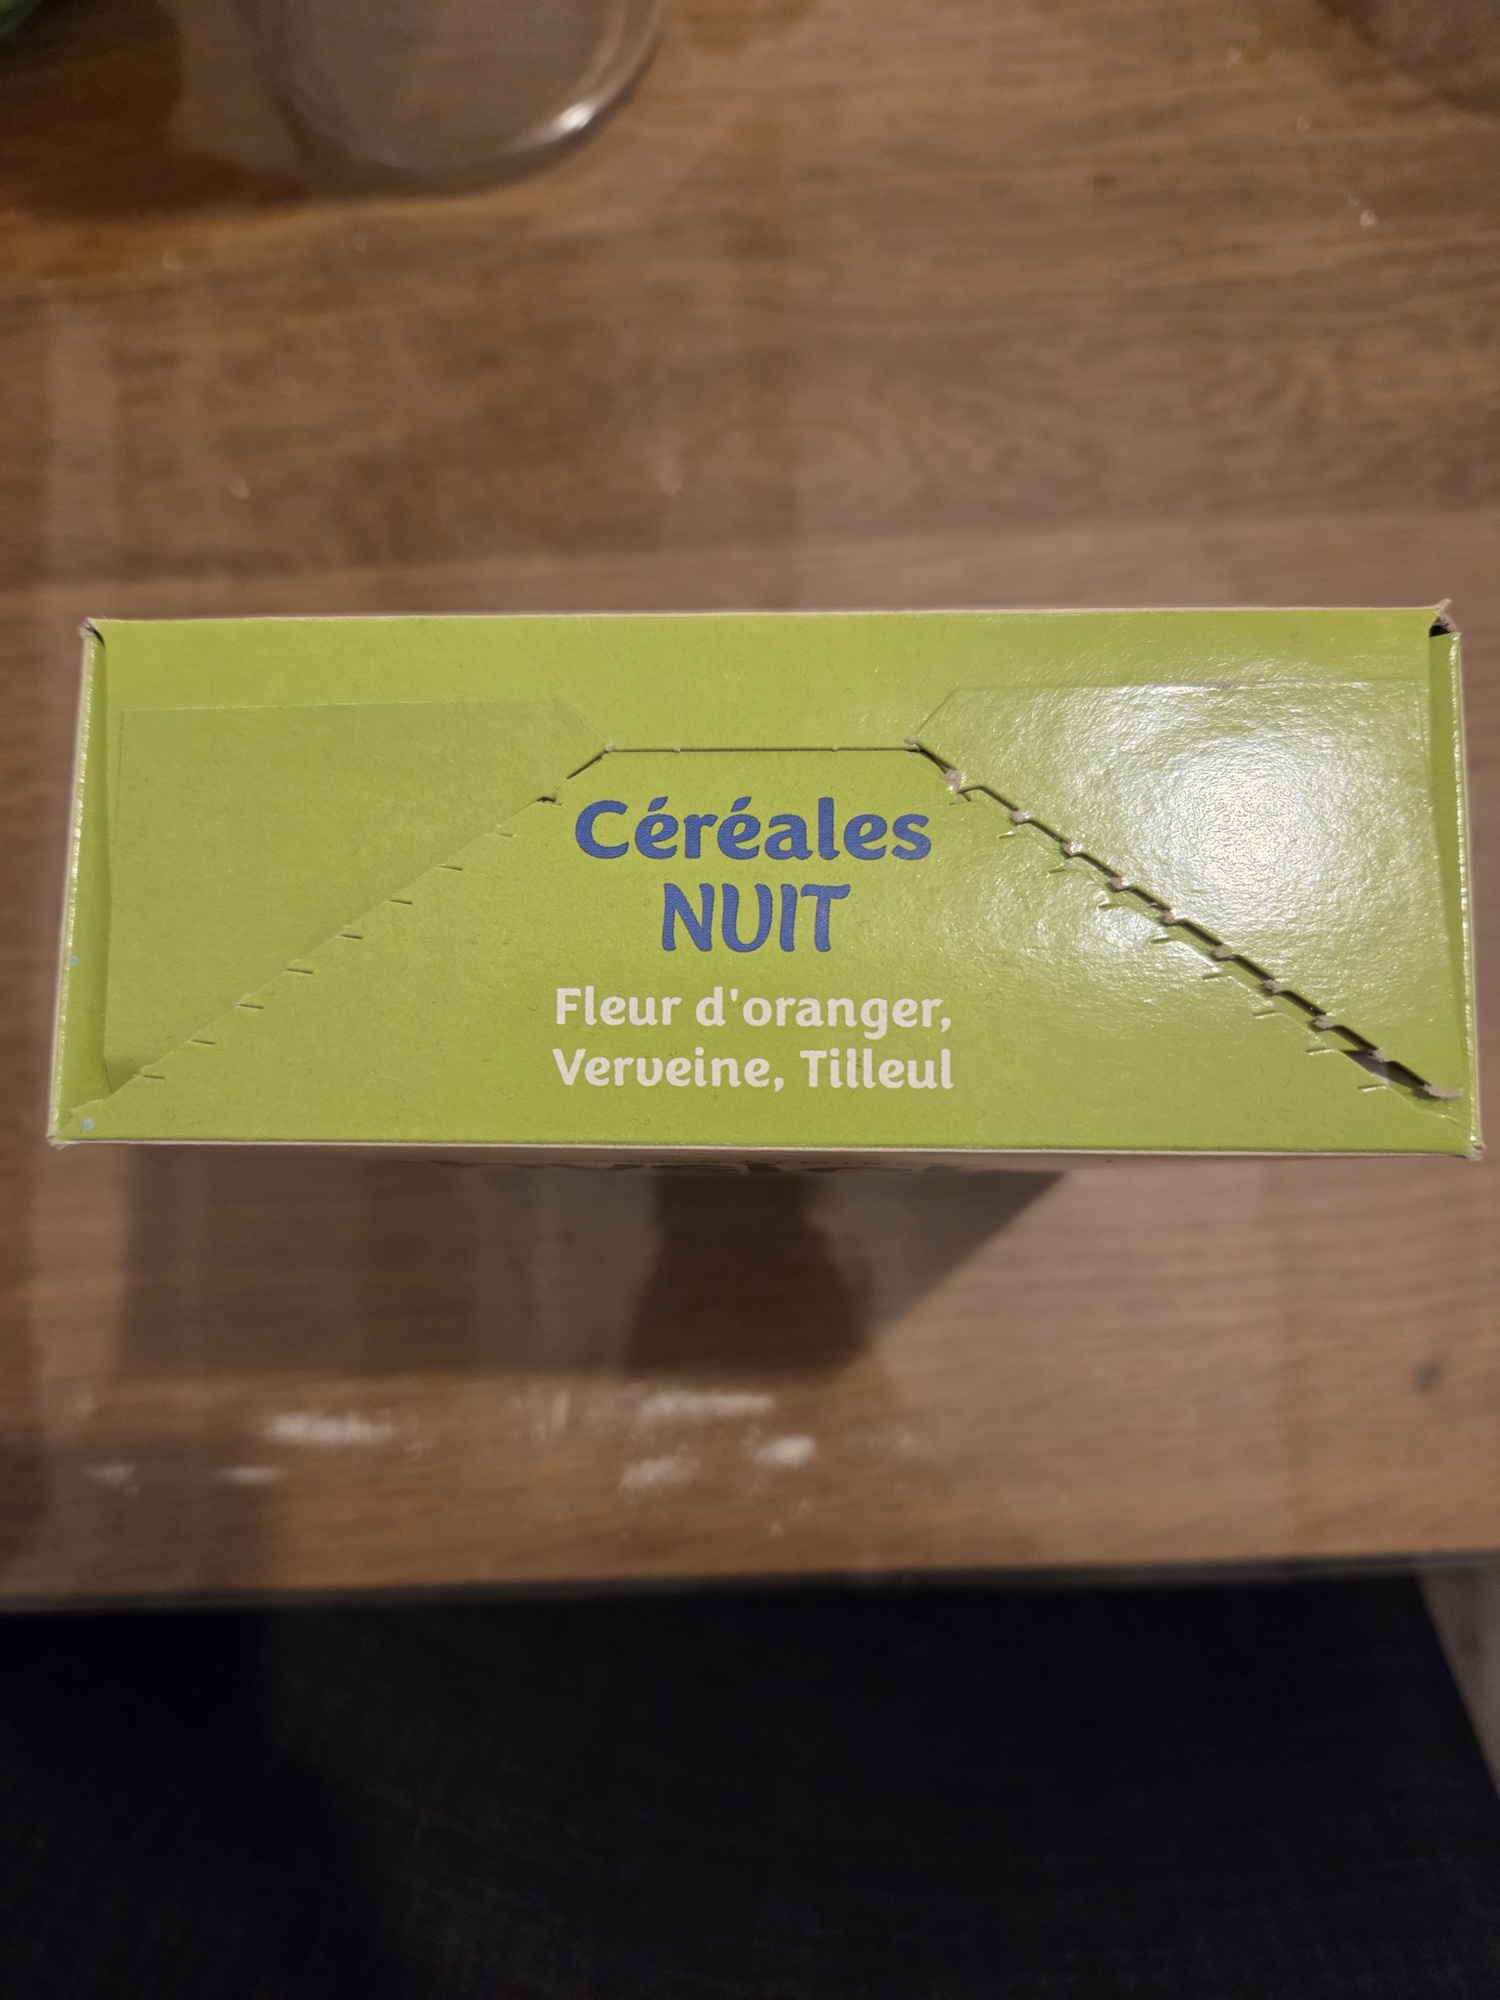 Céréales
NUIT
Fleur d'oranger,
Verveine, Tilleul